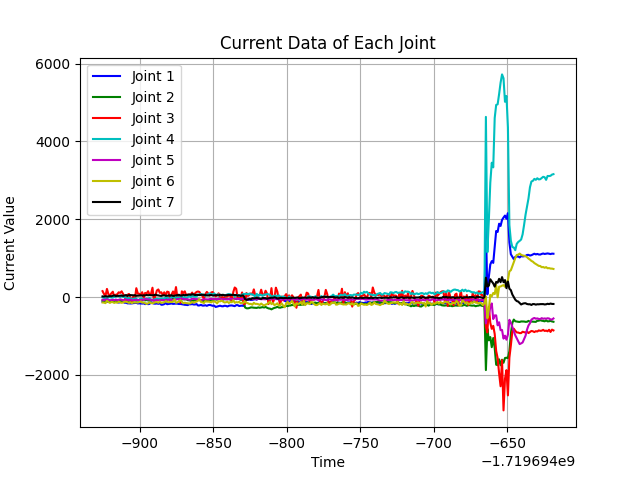 Current Data of Each Joint
6000
4000
2000
0
−2000
Current Value
Joint 1
Joint 2
Joint 3
Joint 4
Joint 5
Joint 6
Joint 7
−900
−850
−800
−750
−700
−650
Time
−1.719694e9